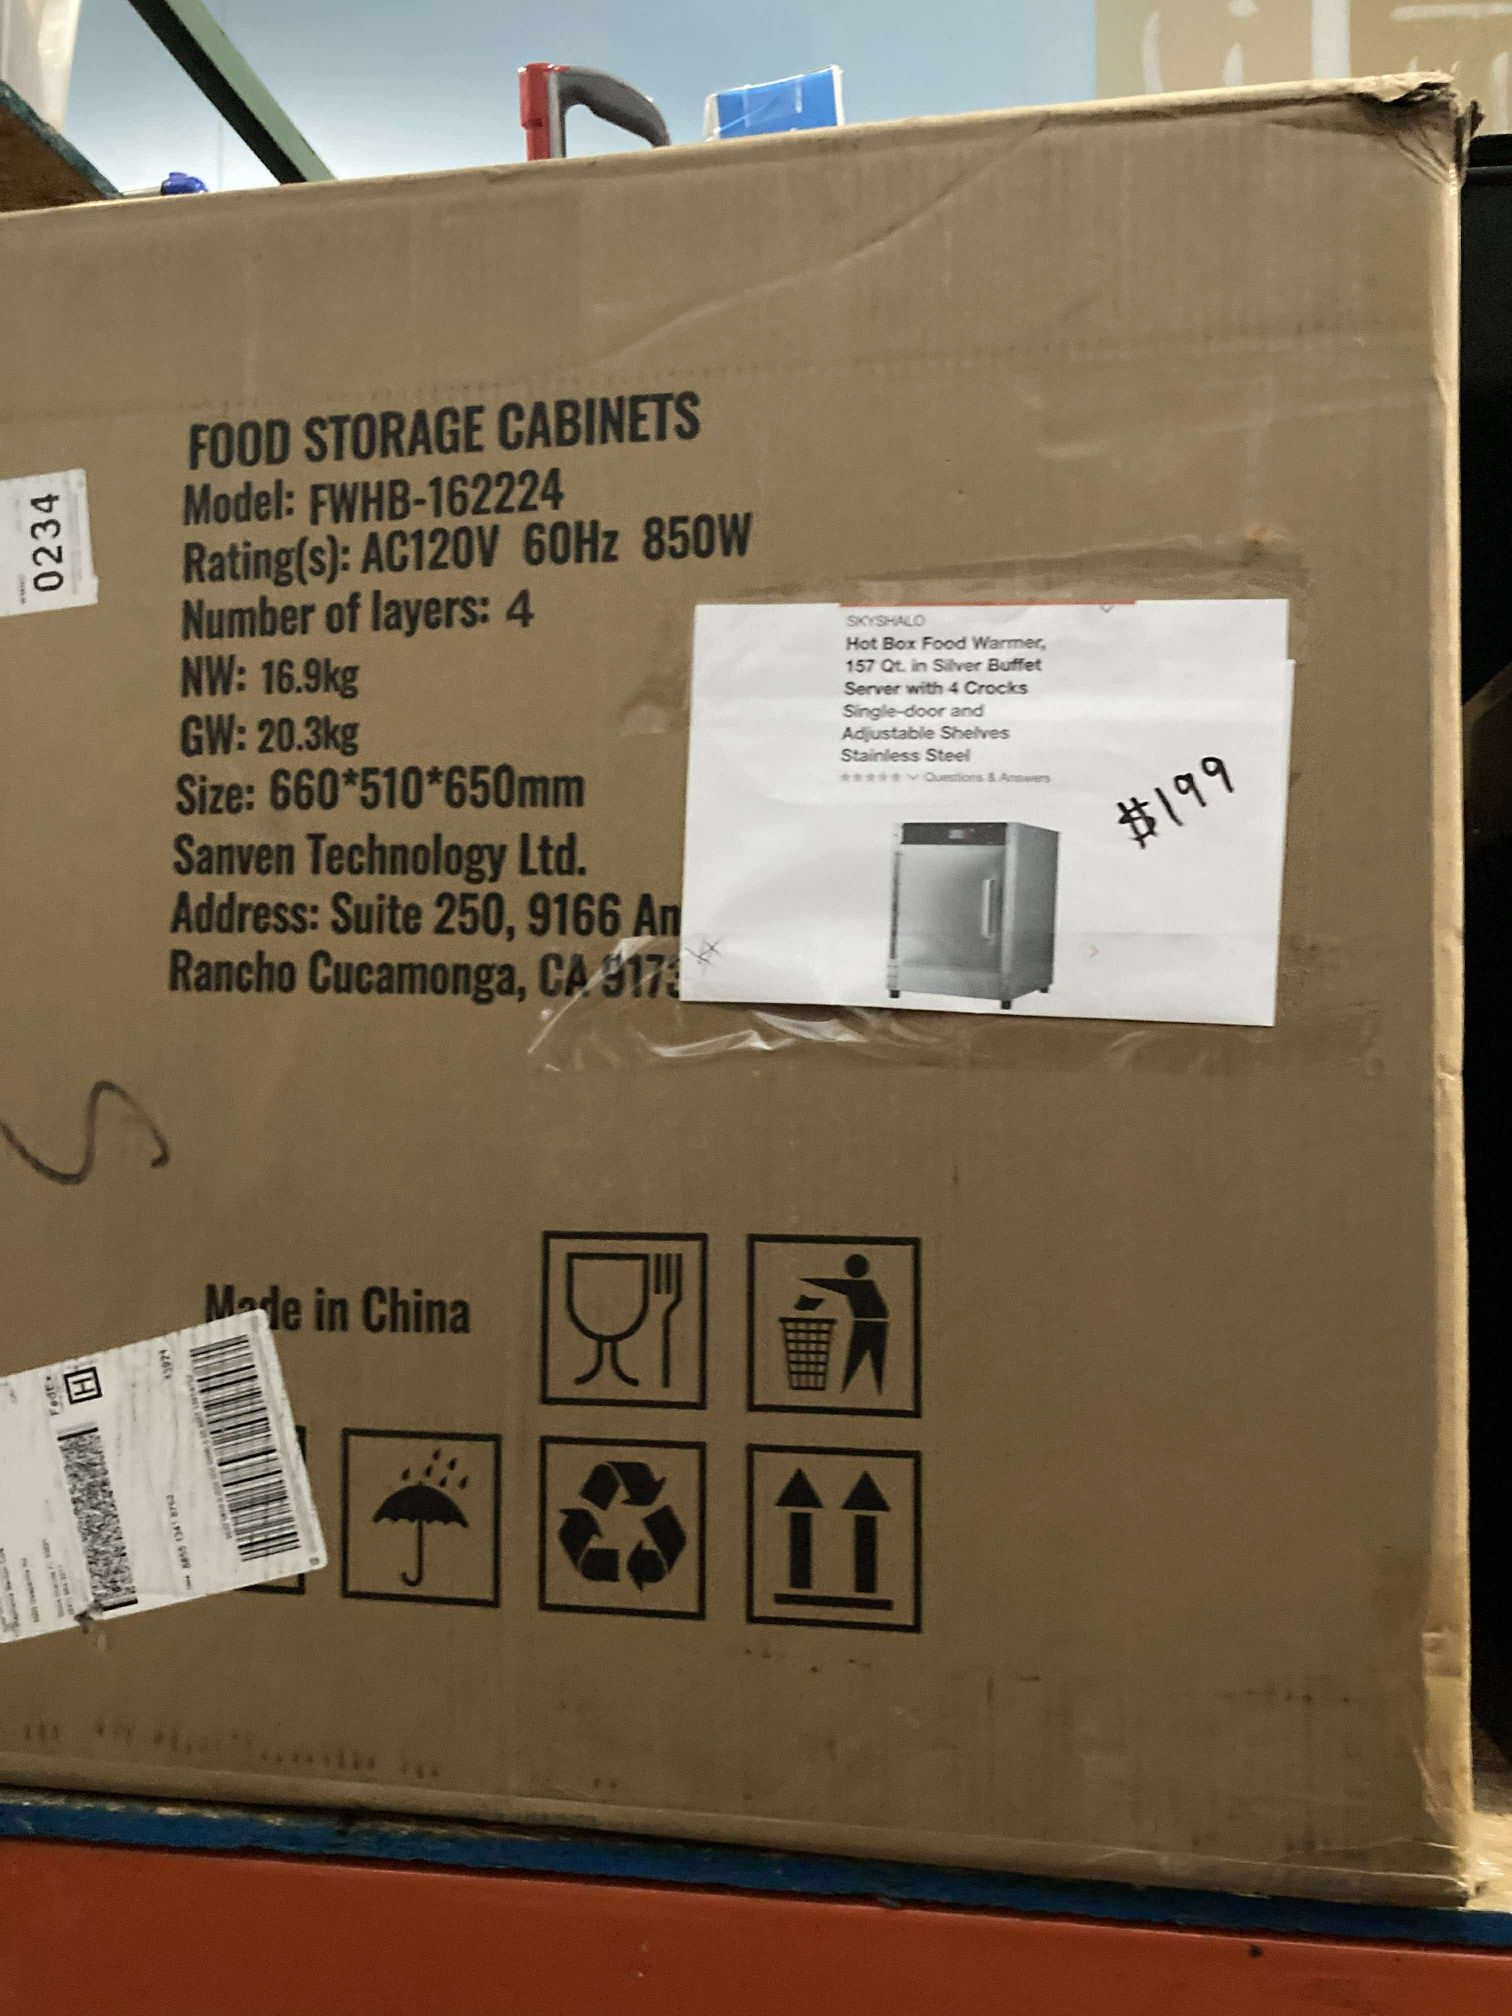 FOOD STORAGE CABINETS
Model: FWHB-162224
Rating(s): AC120V 60Hz 850W
Number of layers: 4
NW: 16.9kg
GW: 20.3kg
Size: 660*510*650mm
Sanven Technology Ltd.
Address: Suite 250, 9166 An
Rancho Cucamonga, CA 9173
0234
SKYSHALO
Hot Box Food Warmer,
157 Qt. in Silver Buffet
Server with 4 Crocks
Single-door and
Adjustable Shelves
Stainless Steel
Questions & Answers
$199
Made in China
FedEx
H